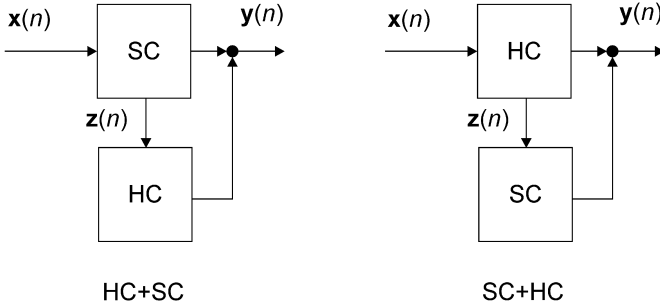 x(n)
y(n)
SC
z(n)
HC
HC+SC
x(n)
y(n)
HC
z(n)
SC
SC+HC